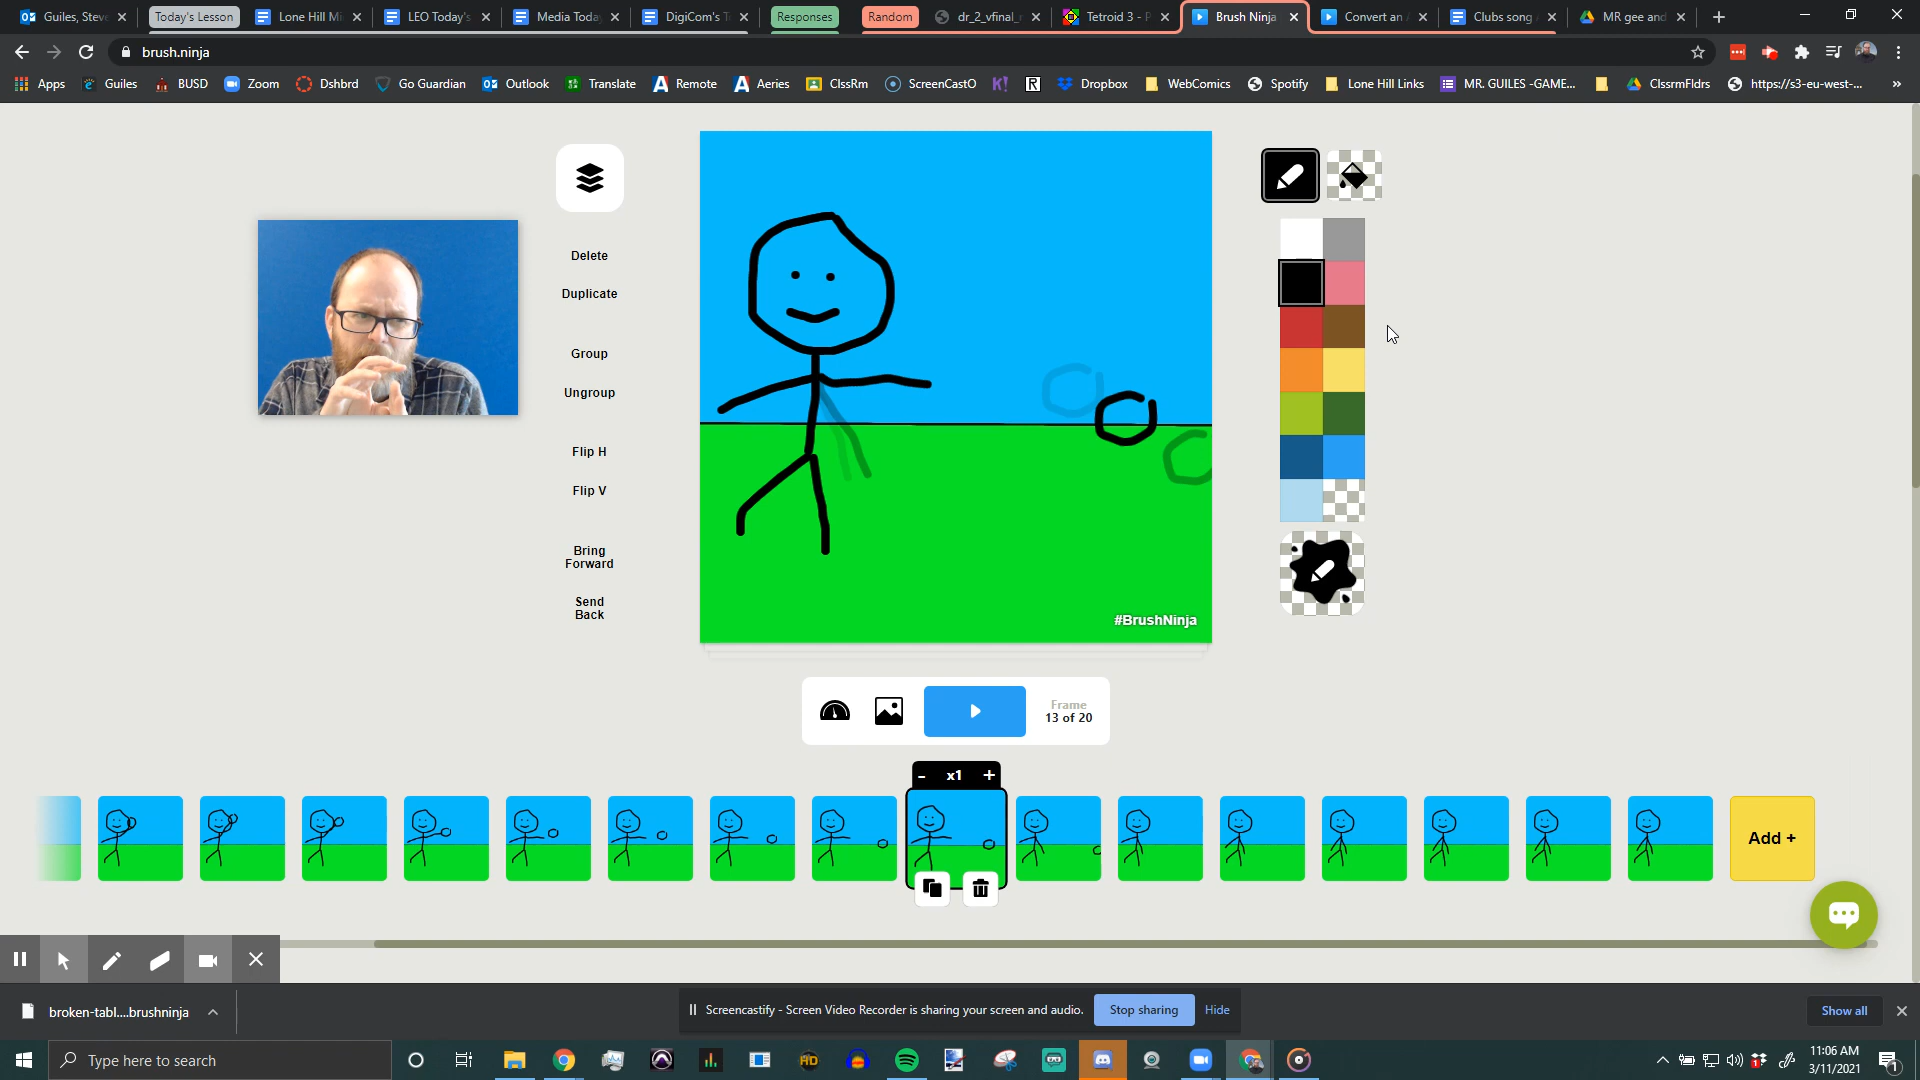 Guiles, Steve
Today's Lesson
Lone Hill Mi
LEO Today's
Media Today
DigiCom's T
Responses
Random
dr_2_vfinal_r
Tetroid 3 - P
Brush Ninja
Convert an
Clubs song
MR gee and
brush.ninja
Apps
Guiles
BUSD
Zoom
Dshbrd
Go Guardian
Outlook
Translate
Remote
Aeries
ClssRm
ScreenCastO
Dropbox
WebComics
Spotify
Lone Hill Links
MR. GUILES -GAME...
ClssrmFldrs
https://s3-eu-west-...
Delete
Duplicate
Group
Ungroup
Flip H
Flip V
Bring
Forward
Send
Back
#BrushNinja
Frame
13 of 20
- x1 +
Add +
broken-tabl....brushninja
Screencastify - Screen Video Recorder is sharing your screen and audio.
Stop sharing
Hide
Show all
Type here to search
11:06 AM
3/11/2021